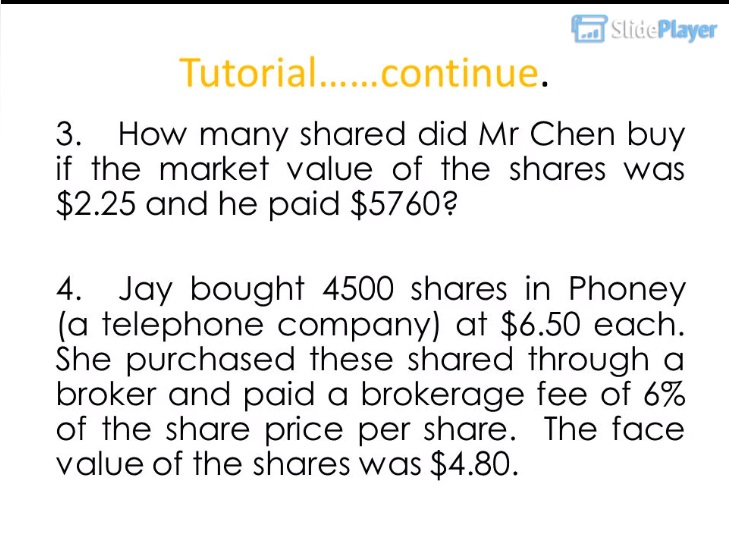 SlidePlayer
Tutorial......continue.
3. How many shared did Mr Chen buy
if the market value of the shares was
$2.25 and he paid $5760?
4. Jay bought 4500 shares in Phoney
(a telephone company) at $6.50 each.
She purchased these shared through a
broker and paid a brokerage fee of 6%
of the share price per share. The face
value of the shares was $4.80.